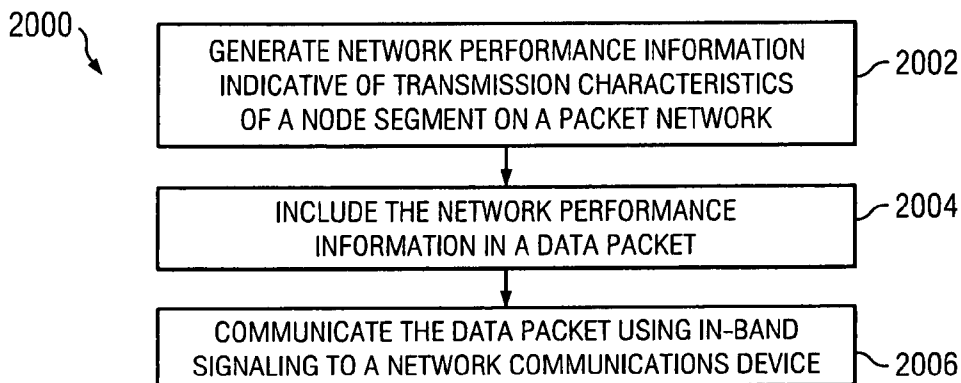 2000
GENERATE NETWORK PERFORMANCE INFORMATION
INDICATIVE OF TRANSMISSION CHARACTERISTICS
OF A NODE SEGMENT ON A PACKET NETWORK
2002
INCLUDE THE NETWORK PERFORMANCE
INFORMATION IN A DATA PACKET
2004
COMMUNICATE THE DATA PACKET USING IN-BAND
SIGNALING TO A NETWORK COMMUNICATIONS DEVICE
2006